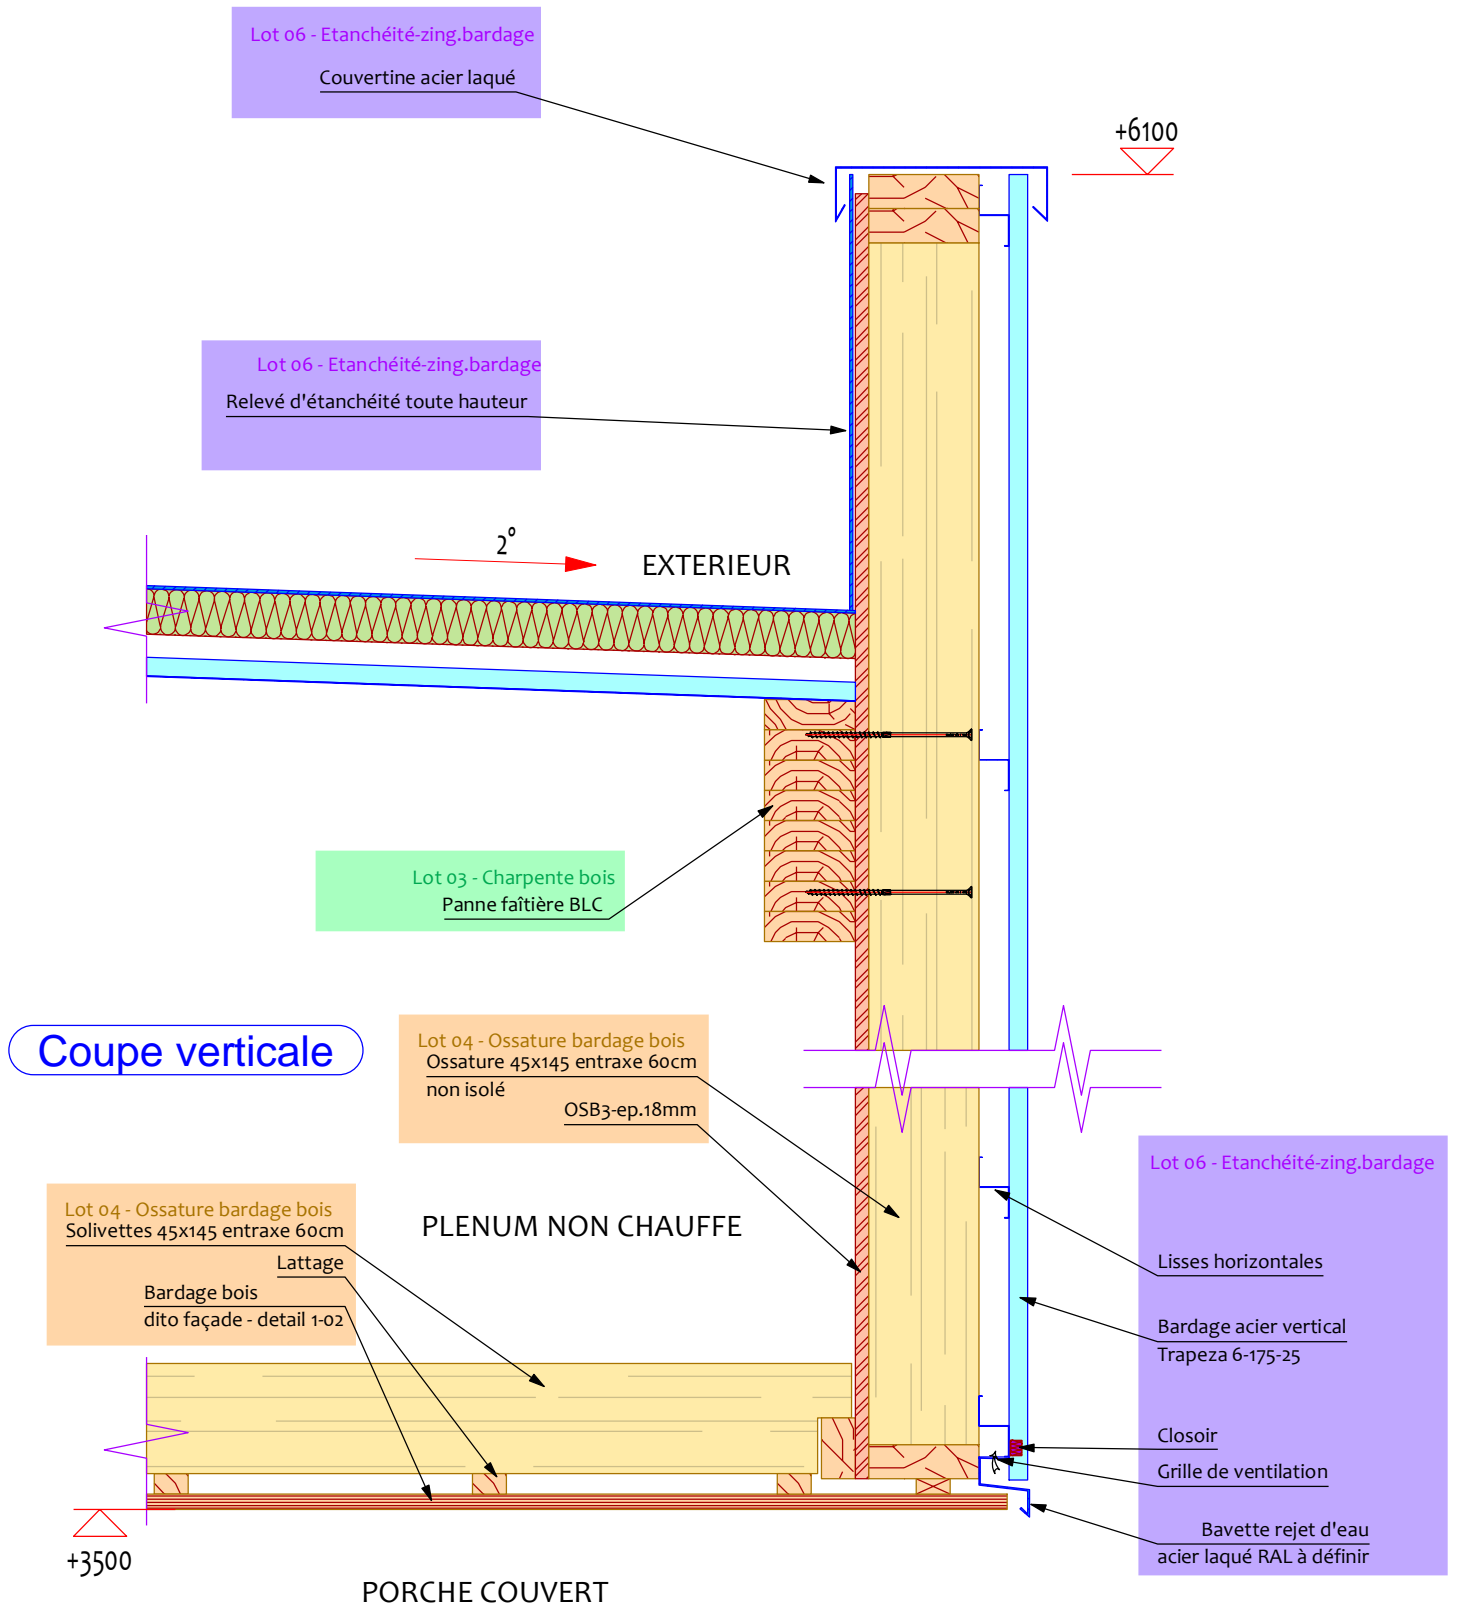 Lot 06 - Etanchéité-zing.bardage
Couvertine acier laqué
+6100
Lot 06 - Etanchéité-zing.bardage
Relevé d'étanchéité toute hauteur
2°
EXTERIEUR
Lot 03 - Charpente bois
Panne faîtière BLC
Coupe verticale
Lot 04 - Ossature bardage bois
Ossature 45x145 entraxe 60cm
non isolé
OSB3-ep.18mm
Lot 04 - Ossature bardage bois
Solivettes 45x145 entraxe 60cm
Lattage
Bardage bois
dito façade - detail 1-02
PLENUM NON CHAUFFE
Lot 06 - Etanchéité-zing.bardage
Lisses horizontales
Bardage acier vertical
Trapeza 6-175-25
Closoir
Grille de ventilation
Bavette rejet d'eau
acier laqué RAL à définir
+3500
PORCHE COUVERT